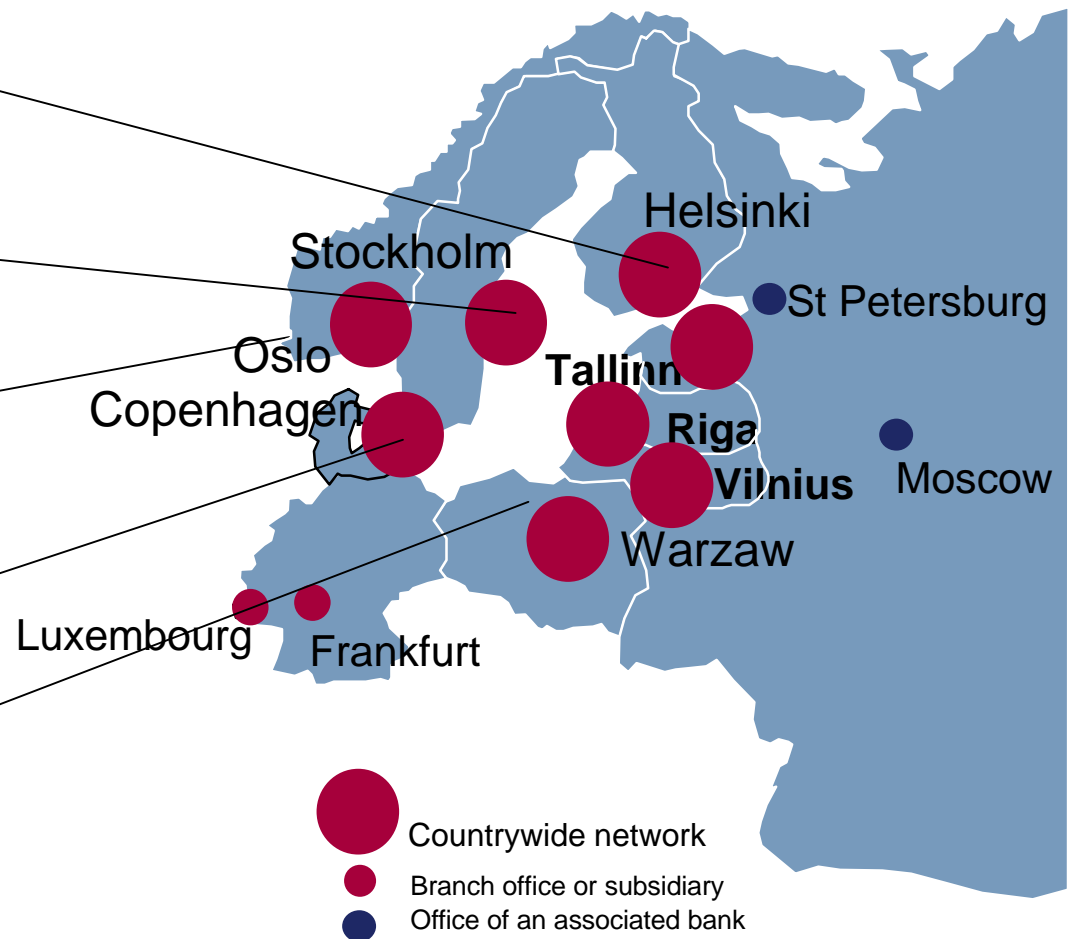 Helsinki
Stockholm
St Petersburg
Oslo
Tallinn
Copenhagen
Riga
Moscow
Vilnius
Warzaw
Luxembourg
Frankfurt
Countrywide network
Branch office or subsidiary
Office of an associated bank